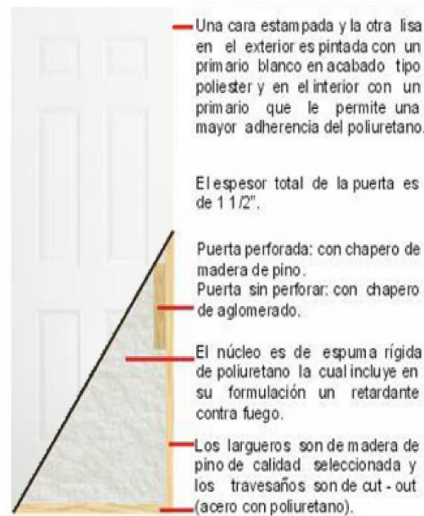 Una cara estampada y la otra lisa
en el exterior es pintada con un
primario blanco en acabado tipo
poliester y en el interior con un
primario que le permite una
mayor adherencia del poliuretano.
El espesor total de la puerta es
de 1 1/2".
Puerta perforada: con chapero de
madera de pino.
Puerta sin perforar: con chapero
de aglomerado.
El núcleo es de espuma rígida
de poliuretano la cual incluye en
su formulación un retardante
contra fuego.
Los largueros son de madera de
pino de calidad seleccionada y
los travesaños son de cut - out
(acero con poliuretano).